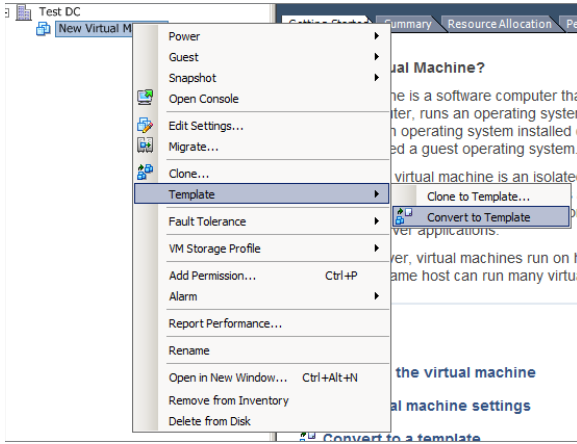 Test DC
New Virtual M
Getting Started Summary Resource Allocation Pe
Power
Guest
Snapshot
Open Console
Edit Settings...
Migrate...
Clone...
Template
Fault Tolerance
VM Storage Profile
Add Permission... Ctrl+P
Alarm
Report Performance...
Rename
Open in New Window... Ctrl+Alt+N
Remove from Inventory
Delete from Disk
Clone to Template...
Convert to Template
ual Machine?
ne is a software computer tha
uter, runs an operating system
n operating system installed
ed a guest operating system.
virtual machine is an isolated
ver applications.
ver, virtual machines run on h
ame host can run many virtu
the virtual machine
al machine settings
Convert to a template